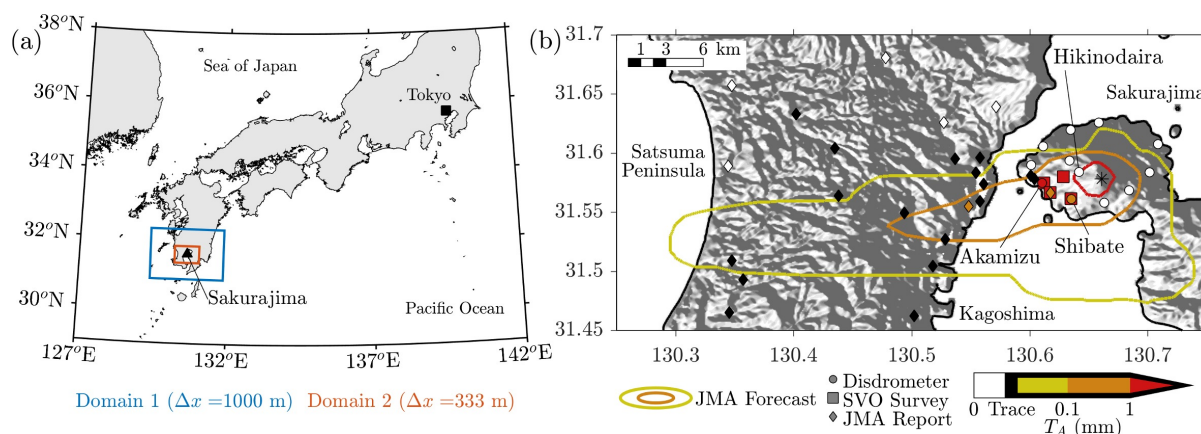 (a)
38°N
36°N
34°N
32°N
30°N
127°E
132°E
137°E
142°E
Sea of Japan
Tokyo
Sakurajima
Pacific Ocean
Domain 1 (Δx =1000 m) Domain 2 (Δx =333 m)
(b)
31.7
31.65
31.6
31.55
31.5
31.45
130.3
130.4
130.5
130.6
130.7
1 3 6 km
Hikinodaira
Sakurajima
Satsuma
Peninsula
Akamizu
Shibate
Kagoshima
JMA Forecast
Disdrometer
SVO Survey
JMA Report
0 Trace 0.1 1
T_A (mm)